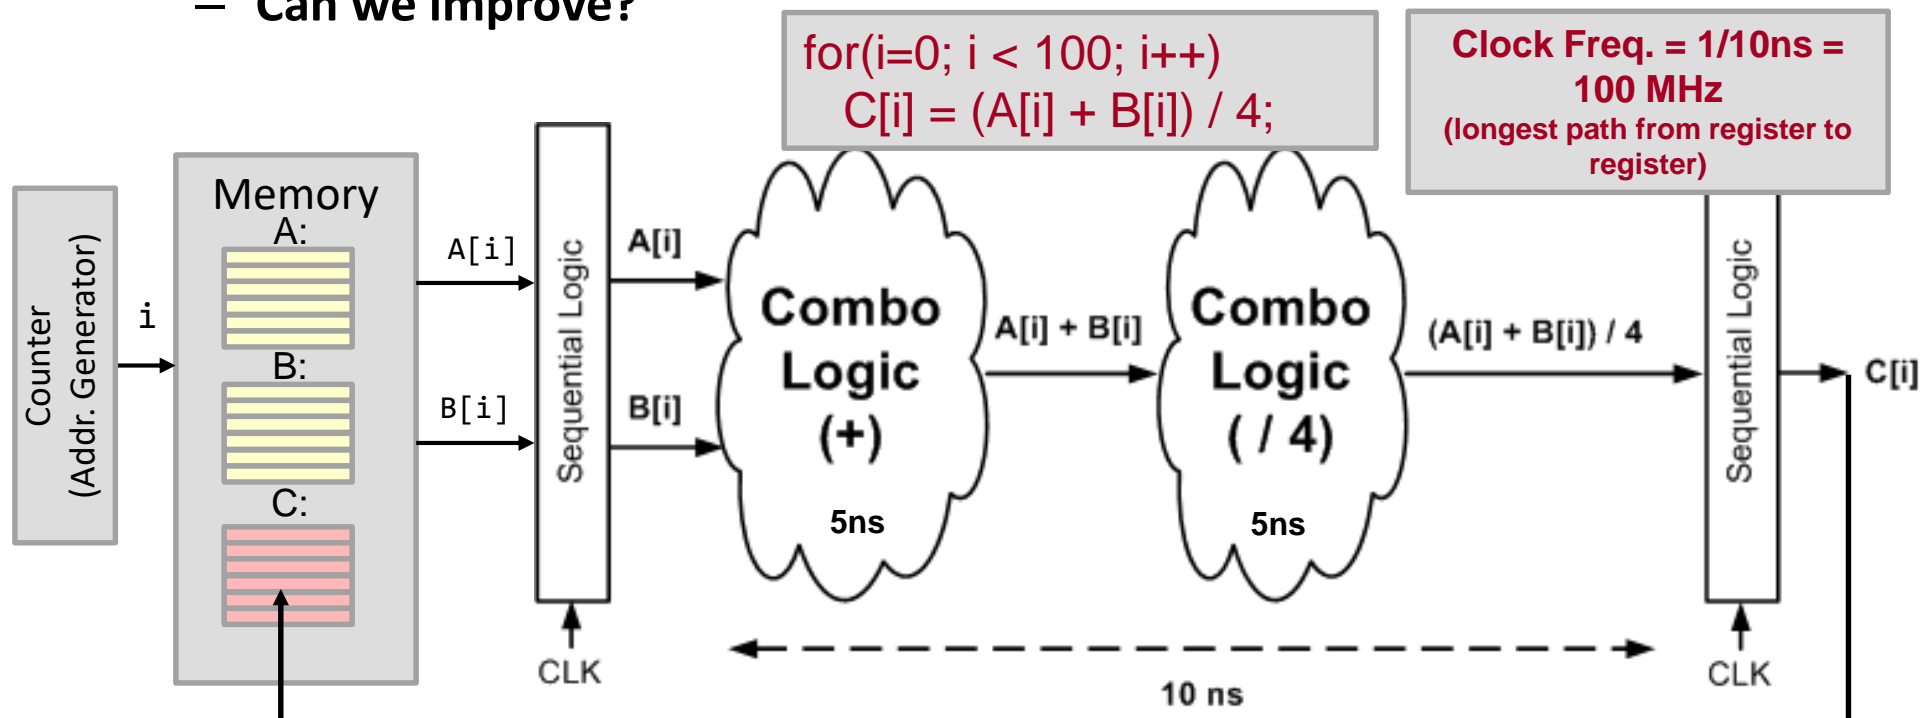 – Can we improve?
for(i=0; i < 100; i++)
C[i] = (A[i] + B[i]) / 4;
Clock Freq. = 1/10ns =
100 MHz
(longest path from register to
register)
Counter
(Addr. Generator)
i
Memory
A:
B:
C:
A[i]
B[i]
Sequential Logic
CLK
A[i]
B[i]
Combo
Logic
(+)
5ns
A[i] + B[i]
Combo
Logic
( / 4)
5ns
(A[i] + B[i]) / 4
10 ns
Sequential Logic
CLK
C[i]